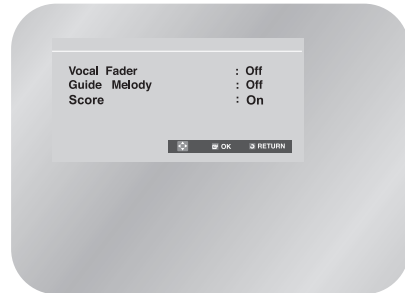 Vocal Fader : Off
Guide Melody : Off
Score : On
OK RETURN